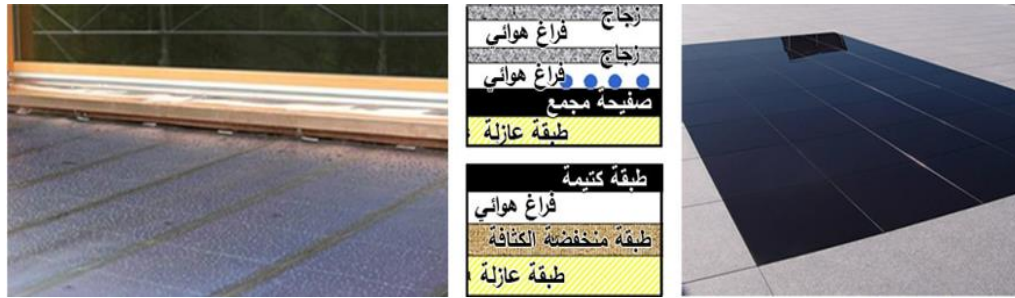 زجاج
فراغ هوائي
زجاج
فراغ هوائي
صفيحة مجمع
طبقة عازلة
طبقة كتيمة
فراغ هوائي
طبقة منخفضة الكثافة
طبقة عازلة